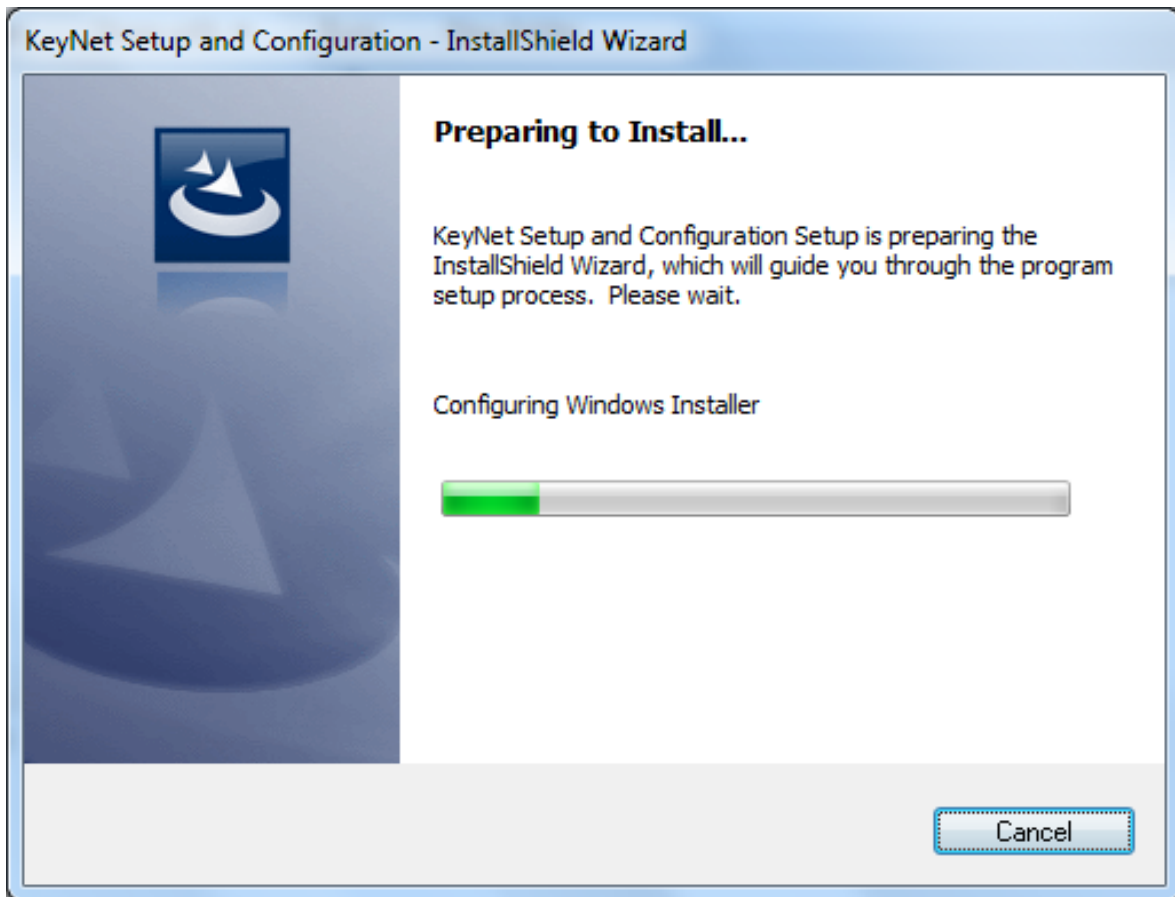 KeyNet Setup and Configuration - InstallShield Wizard
Preparing to Install...
KeyNet Setup and Configuration Setup is preparing the
InstallShield Wizard, which will guide you through the program
setup process.  Please wait.
Configuring Windows Installer
Cancel